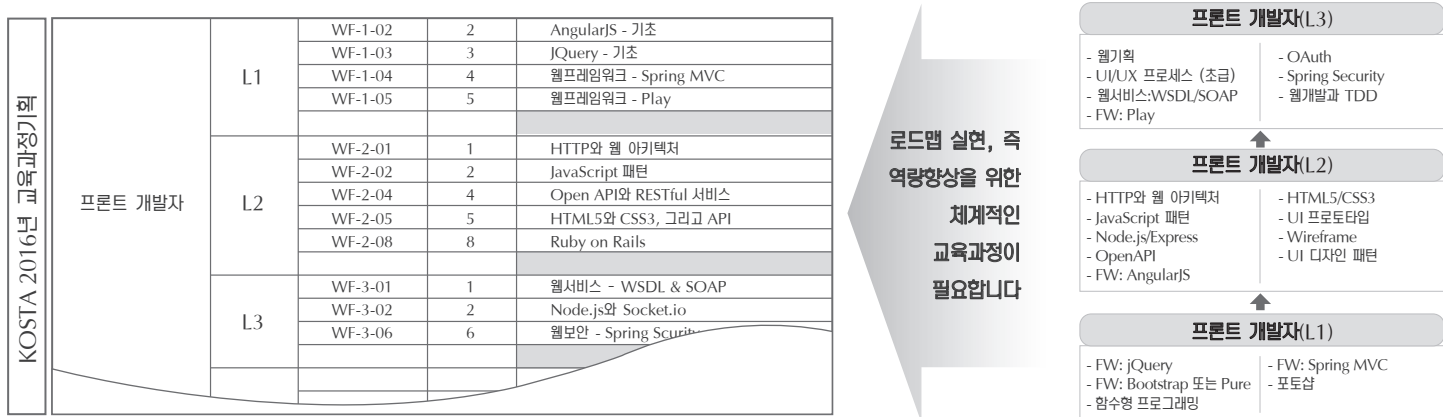 KOSTA 2016년 교육과정기획
프론트 개발자
L1
WF-1-02 2 AngularJS - 기초
WF-1-03 3 JQuery - 기초
WF-1-04 4 웹프레임워크 - Spring MVC
WF-1-05 5 웹프레임워크 - Play
L2
WF-2-01 1 HTTP와 웹 아키텍처
WF-2-02 2 JavaScript 패턴
WF-2-04 4 Open API와 RESTful 서비스
WF-2-05 5 HTML5와 CSS3, 그리고 API
WF-2-08 8 Ruby on Rails
L3
WF-3-01 1 웹서비스 - WSDL & SOAP
WF-3-02 2 Node.js와 Socket.io
WF-3-06 6 웹보안 - Spring Scurity
로드맵 실현, 즉
역량향상을 위한
체계적인
교육과정이
필요합니다
프론트 개발자(L3)
- 웹기획
- UI/UX 프로세스 (초급)
- 웹서비스:WSDL/SOAP
- FW: Play
- OAuth
- Spring Security
- 웹개발과 TDD
프론트 개발자(L2)
- HTTP와 웹 아키텍처
- JavaScript 패턴
- Node.js/Express
- OpenAPI
- FW: AngularJS
- HTML5/CSS3
- UI 프로토타입
- Wireframe
- UI 디자인 패턴
프론트 개발자(L1)
- FW: jQuery
- FW: Bootstrap 또는 Pure
- 함수형 프로그래밍
- FW: Spring MVC
- 포토샵